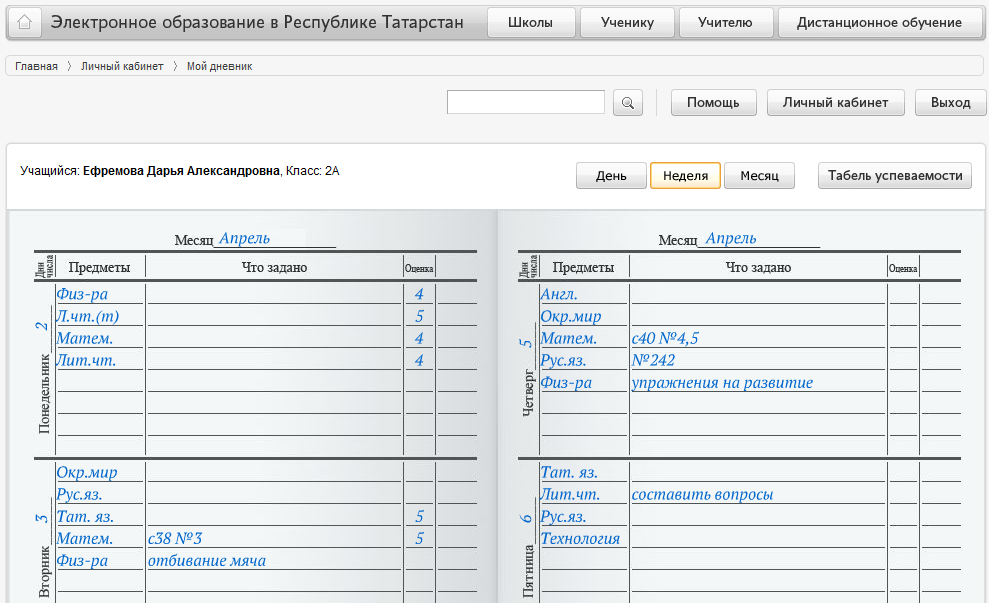 Электронное образование в Республике Татарстан Школы Ученику Учителю Дистанционное обучение
Главная > Личный кабинет > Мой дневник
Помощь Личный кабинет Выход
Учащийся: Ефремова Дарья Александровна, Класс: 2А День Неделя Месяц Табель успеваемости
Месяц Апрель
Дни числа Предметы Что задано Оценка
Понедельник 2
Физ-ра 4
Л.чт.(т) 5
Матем. 4
Лит.чт. 4
Вторник 3
Окр.мир
Рус.яз.
Тат. яз. 5
Матем. с38 №3 5
Физ-ра отбивание мяча
Месяц Апрель
Дни числа Предметы Что задано Оценка
Четверг 5
Англ.
Окр.мир
Матем. с40 №4,5
Рус.яз. №242
Физ-ра упражнения на развитие
Пятница 6
Тат. яз.
Лит.чт. составить вопросы
Рус.яз.
Технология